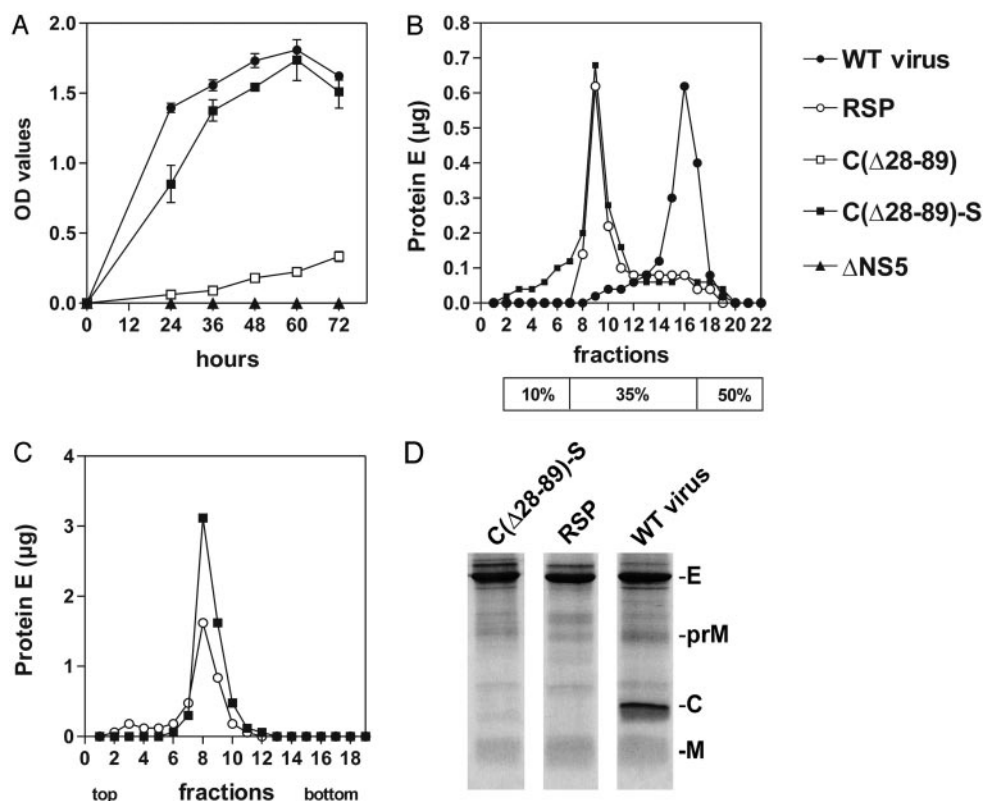 A
OD values
2.0
1.5
1.0
0.5
0.0
0 12 24 36 48 60 72
hours
B
Protein E (µg)
0.8
0.7
0.6
0.5
0.4
0.3
0.2
0.1
0.0
0 2 4 6 8 10 12 14 16 18 20 22
fractions
10% 35% 50%
WT virus
RSP
C(Δ28-89)
C(Δ28-89)-S
ΔNS5
C
Protein E (µg)
4
3
2
1
0
0 2 4 6 8 10 12 14 16 18
top fractions bottom
D
C(Δ28-89)-S
RSP
WT virus
-E
-prM
-C
-M